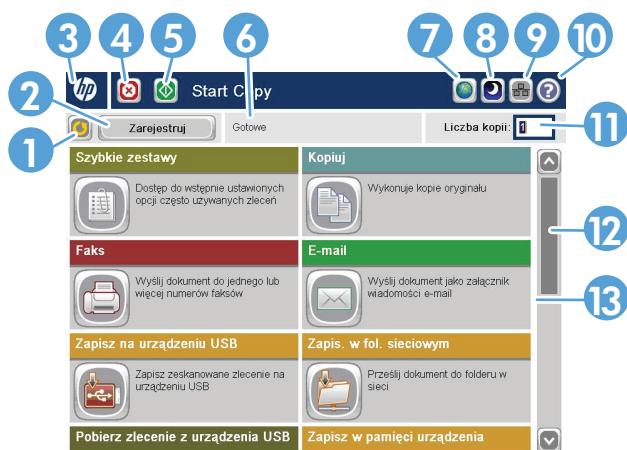 3 4 5 6 7 8 9 10
hp Start Copy ?
2 Zarejestruj Gotowe Liczba kopii: 1 11
1
Szybkie zestawy
Dostęp do wstępnie ustawionych
opcji często używanych zleceń
Kopiuj
Wykonuje kopie oryginału
12
Faks
Wyślij dokument do jednego lub
więcej numerów faksów
E-mail
Wyślij dokument jako załącznik
wiadomości e-mail
13
Zapisz na urządzeniu USB
Zapisz zeskanowane zlecenie na
urządzeniu USB
Zapis. w fol. sieciowym
Prześlij dokument do folderu w
sieci
Pobierz zlecenie z urządzenia USB
Zapisz w pamięci urządzenia